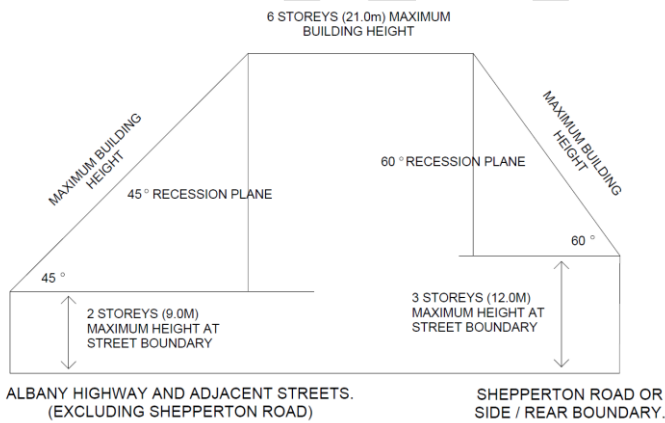 6 STOREYS (21.0m) MAXIMUM
BUILDING HEIGHT
MAXIMUM BUILDING
HEIGHT
45° RECESSION PLANE
60° RECESSION PLANE
MAXIMUM BUILDING
HEIGHT
45°
60°
2 STOREYS (9.0M)
MAXIMUM HEIGHT AT
STREET BOUNDARY
3 STOREYS (12.0M)
MAXIMUM HEIGHT AT
STREET BOUNDARY
ALBANY HIGHWAY AND ADJACENT STREETS.
(EXCLUDING SHEPPERTON ROAD)
SHEPPERTON ROAD OR
SIDE / REAR BOUNDARY.